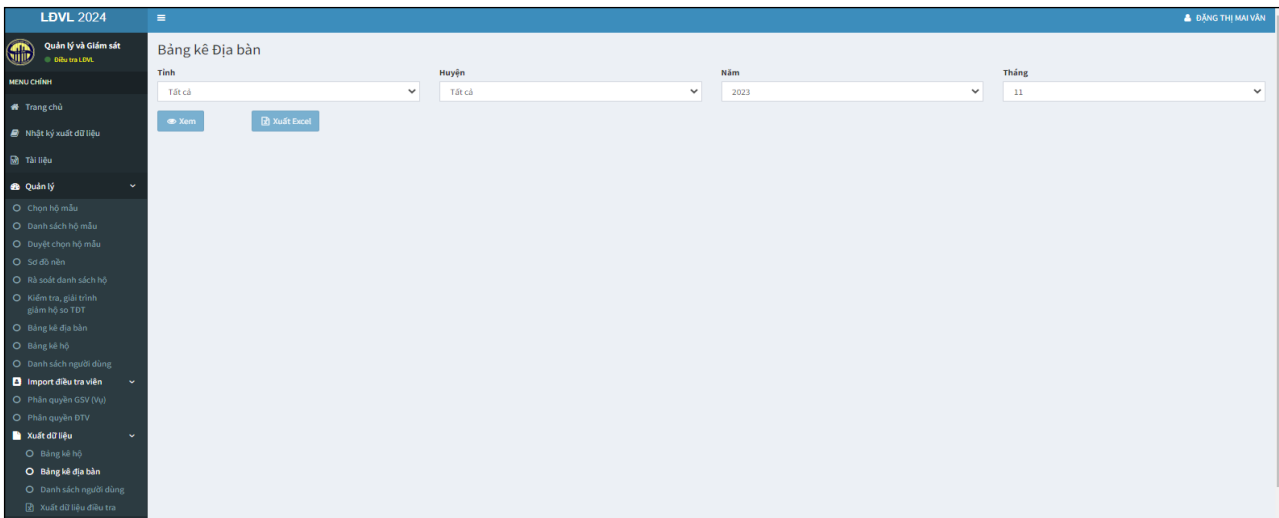 LĐVL 2024
ĐẶNG THỊ MAI VÂN
Quản lý và Giám sát
Điều tra LĐVL
MENU CHÍNH
Trang chủ
Nhật ký xuất dữ liệu
Tài liệu
Quản lý
Chọn hộ mẫu
Danh sách hộ mẫu
Duyệt chọn hộ mẫu
Sơ đồ nền
Rà soát danh sách hộ
Kiểm tra, giải trình
giảm hộ so TĐT
Bảng kê địa bàn
Bảng kê hộ
Danh sách người dùng
Import điều tra viên
Phân quyền GSV (Vụ)
Phân quyền ĐTV
Xuất dữ liệu
Bảng kê hộ
Bảng kê địa bàn
Danh sách người dùng
Xuất dữ liệu điều tra
Bảng kê Địa bàn
Tỉnh Huyện Năm Tháng
Tất cả Tất cả 2023 11
Xem Xuất Excel